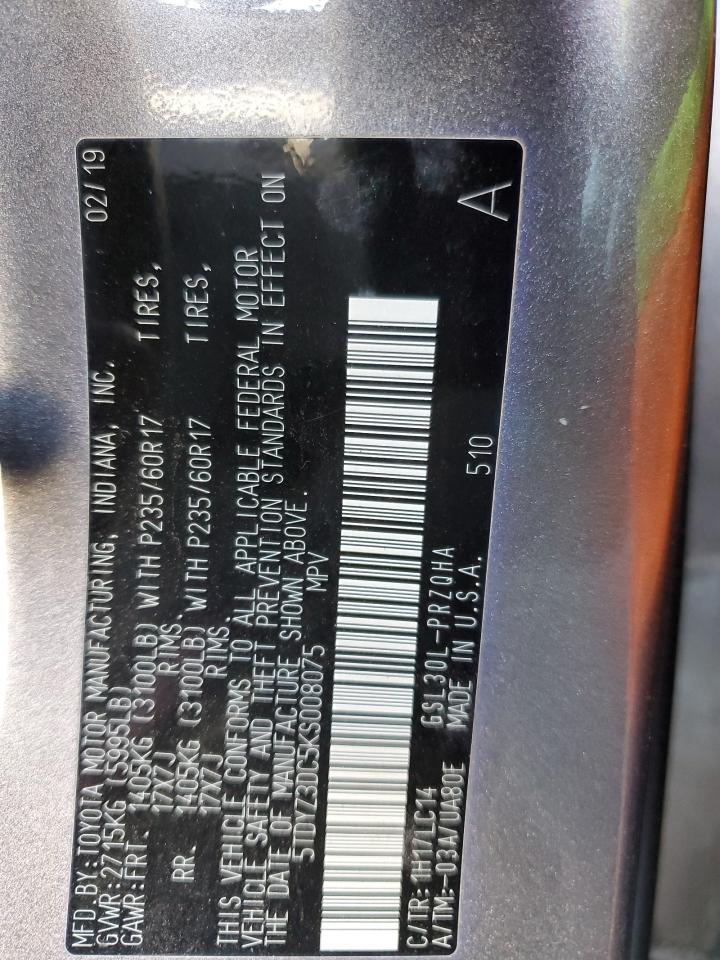 MFD.BY:TOYOTA MOTOR MANUFACTURING, INDIANA, INC. 02/19
GVWR:2715KG (5995LB)
GAWR:FRT. 1405KG (3100LB) WITH P235/60R17 TIRES,
17X7J RIMS.
RR. 1405KG (3100LB) WITH P235/60R17 TIRES,
17X7J RIMS
THIS VEHICLE CONFORMS TO ALL APPLICABLE FEDERAL MOTOR
VEHICLE SAFETY AND THEFT PREVENTION STANDARDS IN EFFECT ON
THE DATE OF MANUFACTURE SHOWN ABOVE.
5TDYZ3DC5KS008075 MPV
C/TR: 1H1/LC14 GSL30L-PRZQHA
A/TM:-03A/UA80E MADE IN U.S.A. 510 A